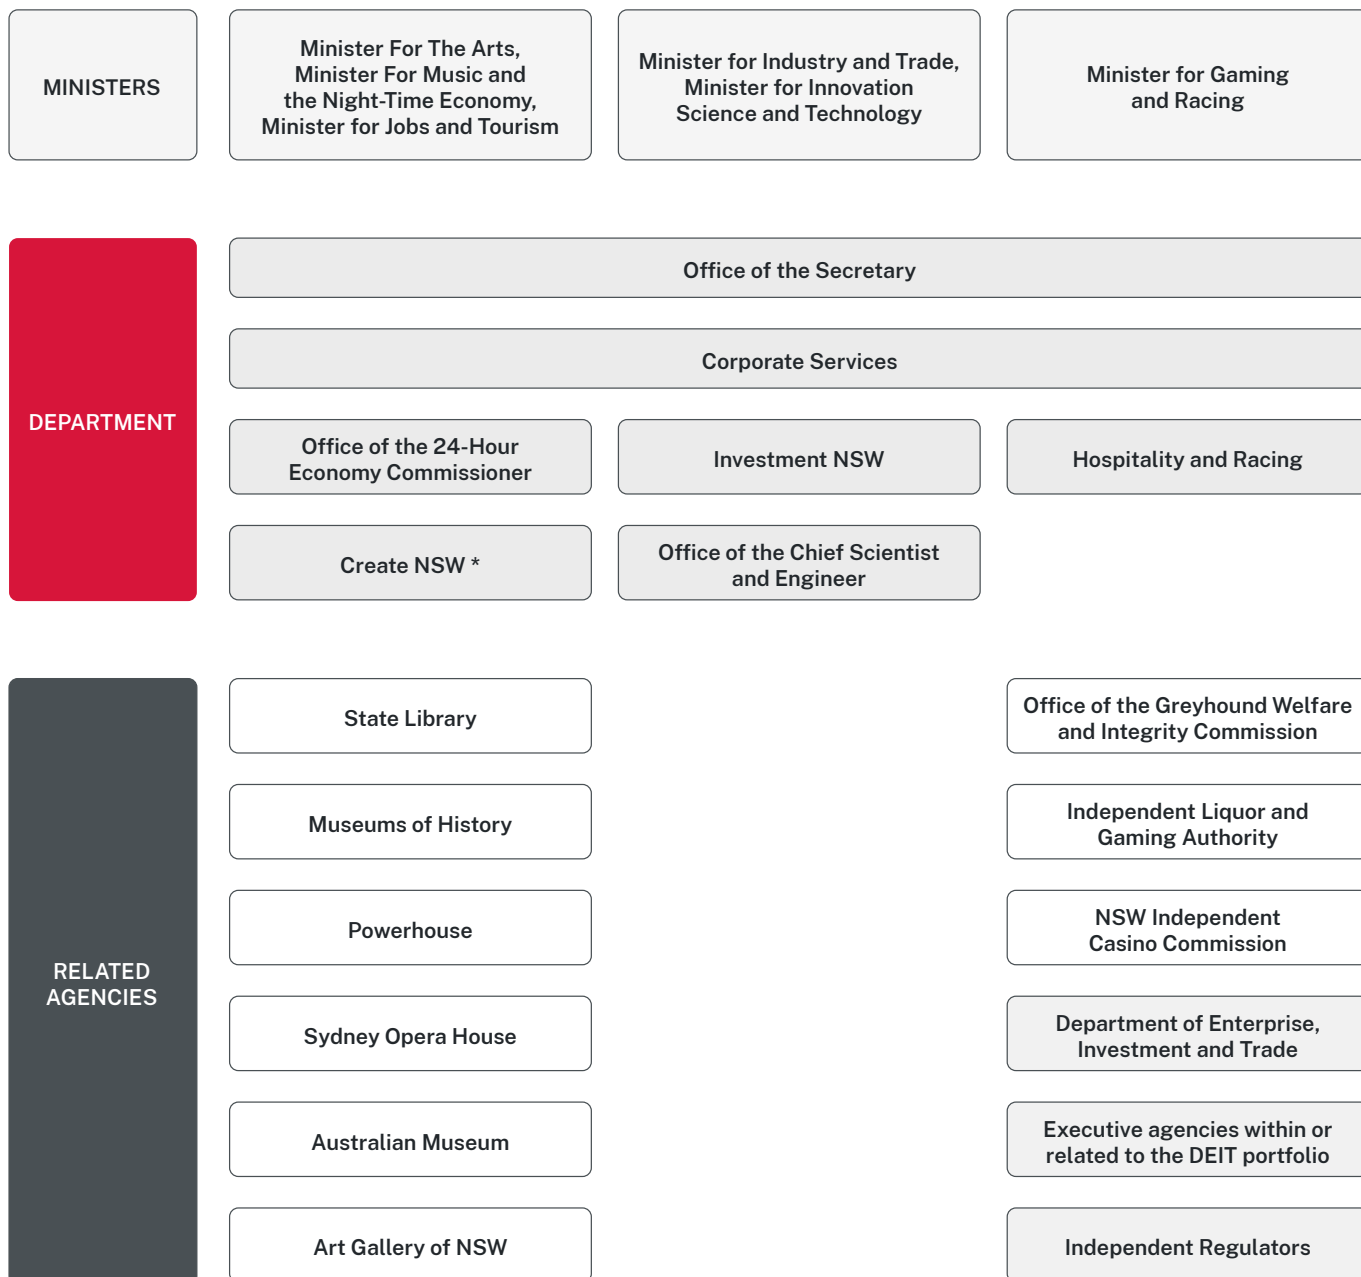 MINISTERS
Minister For The Arts,
Minister For Music and
the Night-Time Economy,
Minister for Jobs and Tourism
Minister for Industry and Trade,
Minister for Innovation
Science and Technology
Minister for Gaming
and Racing
DEPARTMENT
Office of the Secretary
Corporate Services
Office of the 24-Hour
Economy Commissioner
Investment NSW
Hospitality and Racing
Create NSW *
Office of the Chief Scientist
and Engineer
RELATED
AGENCIES
State Library
Office of the Greyhound Welfare
and Integrity Commission
Museums of History
Independent Liquor and
Gaming Authority
Powerhouse
NSW Independent
Casino Commission
Sydney Opera House
Department of Enterprise,
Investment and Trade
Australian Museum
Executive agencies within or
related to the DEIT portfolio
Art Gallery of NSW
Independent Regulators